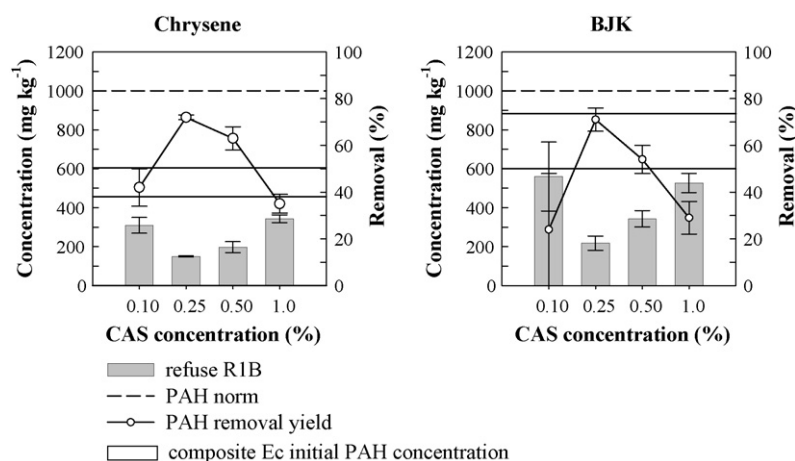 Chrysene
Concentration (mg kg⁻¹)
1200
1000
800
600
400
200
0
100
80
60
40
20
0
Removal (%)
0.10 0.25 0.50 1.0
CAS concentration (%)
BJK
Concentration (mg kg⁻¹)
1200
1000
800
600
400
200
0
100
80
60
40
20
0
Removal (%)
0.10 0.25 0.50 1.0
CAS concentration (%)
refuse R1B
PAH norm
PAH removal yield
composite Ec initial PAH concentration